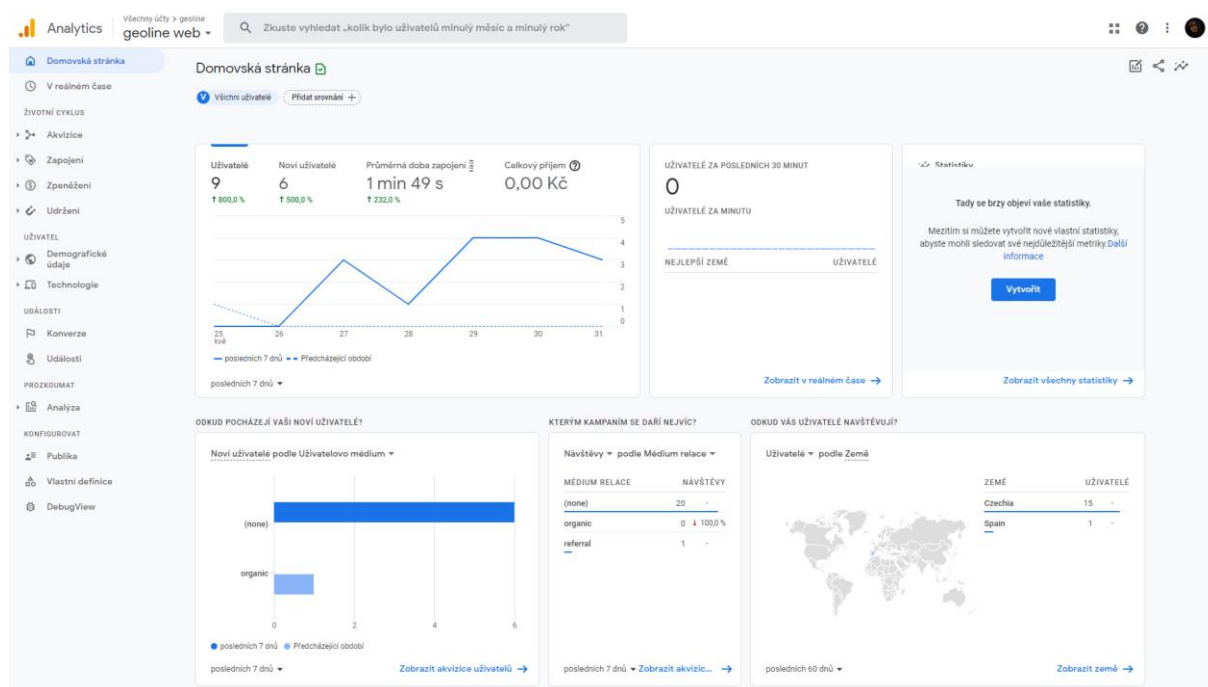 Analytics
Všechny účty > geoline
geoline web
Zkuste vyhledat „kolik bylo uživatelů minulý měsíc a minulý rok"
Domovská stránka
V reálném čase
ŽIVOTNÍ CYKLUS
Akvizice
Zapojení
Zpeněžení
Udržení
UŽIVATEL
Demografické
údaje
Technologie
UDÁLOSTI
Konverze
Události
PROZKOUMAT
Analýza
KONFIGUROVAT
Publika
Vlastní definice
DebugView
Domovská stránka
V Všichni uživatelé
Přidat srovnání +
Uživatelé Noví uživatelé Průměrná doba zapojení Celkový příjem
9 6 1 min 49 s 0,00 Kč
↑ 800,0 % ↑ 500,0 % ↑ 232,0 %
5
4
3
2
1
0
25 26 27 28 29 30 31
kvě
posledních 7 dnů Předcházející období
posledních 7 dnů
UŽIVATELÉ ZA POSLEDNÍCH 30 MINUT
0
UŽIVATELÉ ZA MINUTU
NEJLEPŠÍ ZEMĚ UŽIVATELÉ
Zobrazit v reálném čase →
Statistiky
Tady se brzy objeví vaše statistiky.
Mezitím si můžete vytvořit nové vlastní statistiky,
abyste mohli sledovat své nejdůležitější metriky.Další
informace
Vytvořit
Zobrazit všechny statistiky →
ODKUD POCHÁZEJÍ VAŠI NOVÍ UŽIVATELÉ?
Noví uživatelé podle Uživatelovo médium
(none)
organic
0 2 4 6
posledních 7 dnů Předcházející období
posledních 7 dnů
Zobrazit akvizice uživatelů →
KTERÝM KAMPANÍM SE DAŘÍ NEJVÍC?
Návštěvy podle Médium relace
MÉDIUM RELACE NÁVŠTĚVY
(none) 20 -
organic 0 ↓ 100,0 %
referral 1 -
posledních 7 dnů Zobrazit akvizic... →
ODKUD VÁS UŽIVATELÉ NAVŠTĚVUJÍ?
Uživatelé podle Země
ZEMĚ UŽIVATELÉ
Czechia 15 -
Spain 1 -
posledních 60 dnů
Zobrazit země →